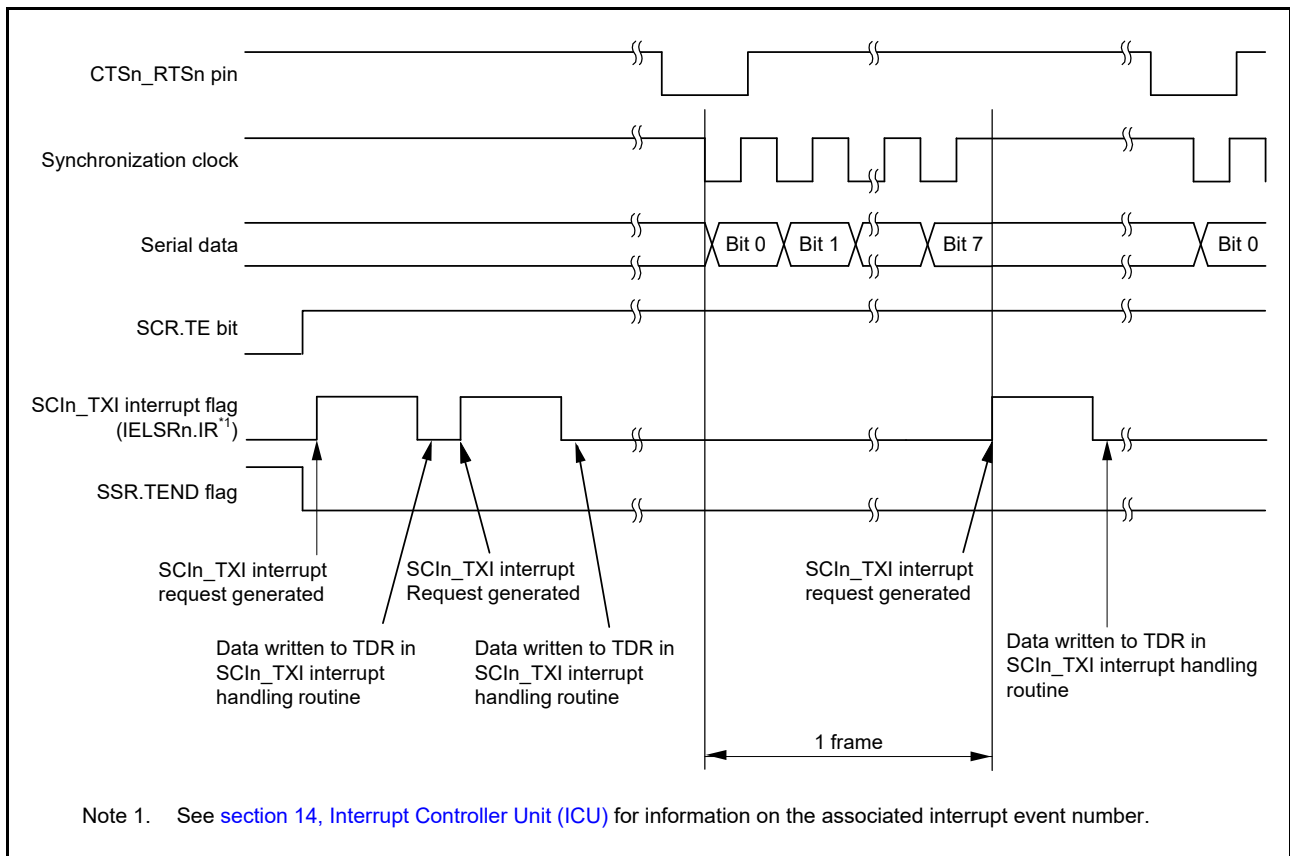 CTSn_RTSn pin
Synchronization clock
Serial data
Bit 0
Bit 1
Bit 7
Bit 0
SCR.TE bit
SCIn_TXI interrupt flag
(IELSRn.IR*1)
SSR.TEND flag
SCIn_TXI interrupt
request generated
SCIn_TXI interrupt
Request generated
SCIn_TXI interrupt
request generated
Data written to TDR in
SCIn_TXI interrupt
handling routine
Data written to TDR in
SCIn_TXI interrupt
handling routine
Data written to TDR in
SCIn_TXI interrupt handling
routine
1 frame
Note 1. See section 14, Interrupt Controller Unit (ICU) for information on the associated interrupt event number.